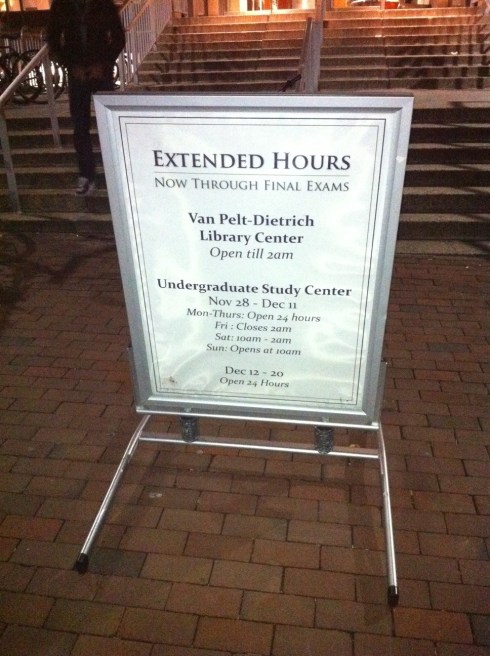 EXTENDED HOURS
NOW THROUGH FINAL EXAMS
Van Pelt-Dietrich
Library Center
Open till 2am
Undergraduate Study Center
Nov 28 - Dec 11
Mon-Thurs: Open 24 hours
Fri : Closes 2am
Sat: 10am - 2am
Sun: Opens at 10am
Dec 12 - 20
Open 24 Hours